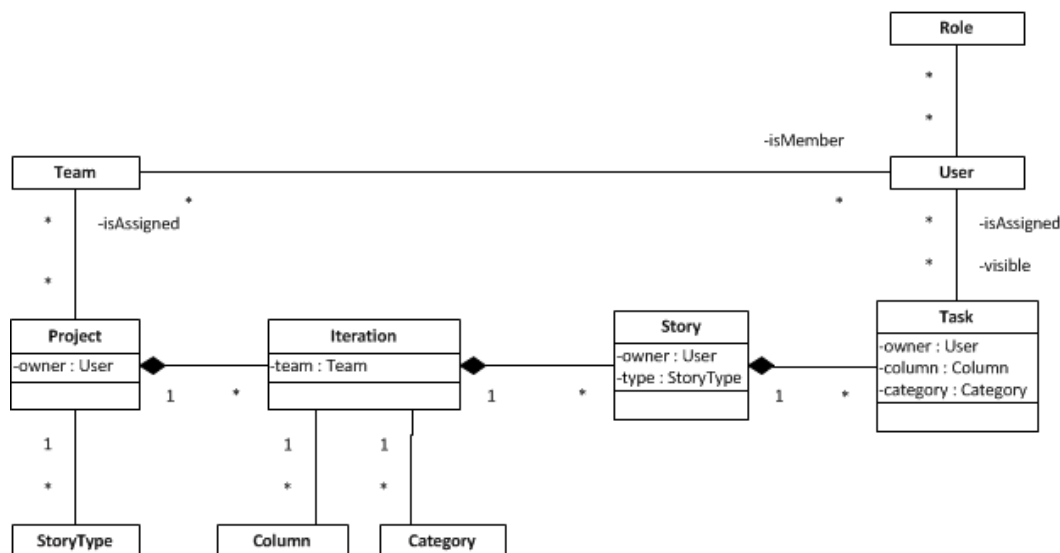 Role
*
*
-isMember
Team
User
*
*
*
-isAssigned
*
-isAssigned
*
*
-visible
Project
-owner : User
Iteration
-team : Team
Story
-owner : User
-type : StoryType
Task
-owner : User
-column : Column
-category : Category
1
*
1
*
1
*
1
*
1
*
1
*
StoryType
Column
Category